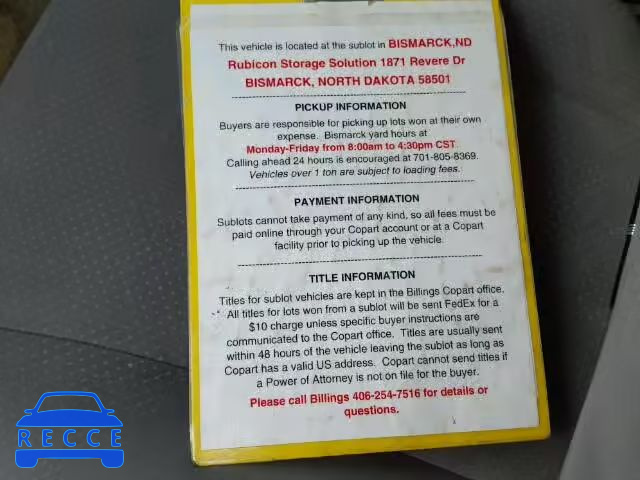 This vehicle is located at the sublot in BISMARCK,ND
Rubicon Storage Solution 1871 Revere Dr
BISMARCK, NORTH DAKOTA 58501
PICKUP INFORMATION
Buyers are responsible for picking up lots won at their own
expense. Bismarck yard hours at
Monday-Friday from 8:00am to 4:30pm CST.
Calling ahead 24 hours is encouraged at 701-805-8369.
Vehicles over 1 ton are subject to loading fees.
PAYMENT INFORMATION
Sublots cannot take payment of any kind, so all fees must be
paid online through your Copart account or at a Copart
facility prior to picking up the vehicle.
TITLE INFORMATION
Titles for sublot vehicles are kept in the Billings Copart office.
All titles for lots won from a sublot will be sent FedEx for a
$10 charge unless specific buyer instructions are
communicated to the Copart office. Titles are usually sent
within 48 hours of the vehicle leaving the sublot as long as
Copart has a valid US address. Copart cannot send titles if
a Power of Attorney is not on file for the buyer.
Please call Billings 406-254-7516 for details or
questions.
RECCE